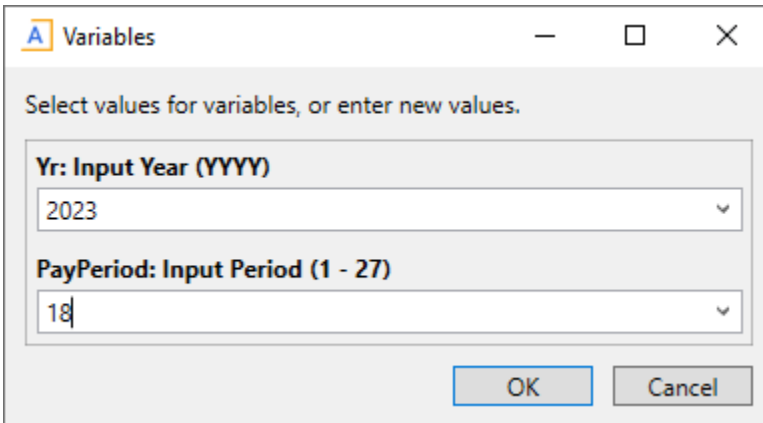 A Variables
Select values for variables, or enter new values.
Yr: Input Year (YYYY)
2023
PayPeriod: Input Period (1 - 27)
18
OK Cancel